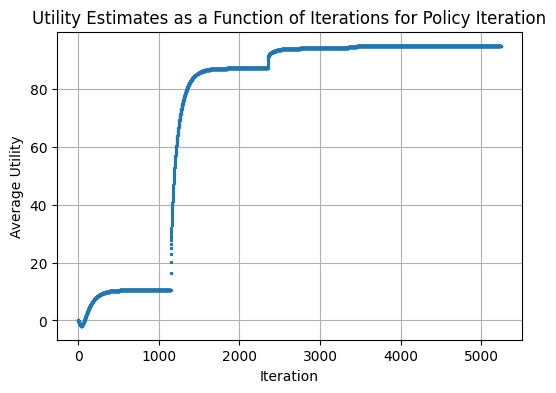 Utility Estimates as a Function of Iterations for Policy Iteration
Average Utility
80
60
40
20
0
0 1000 2000 3000 4000 5000
Iteration